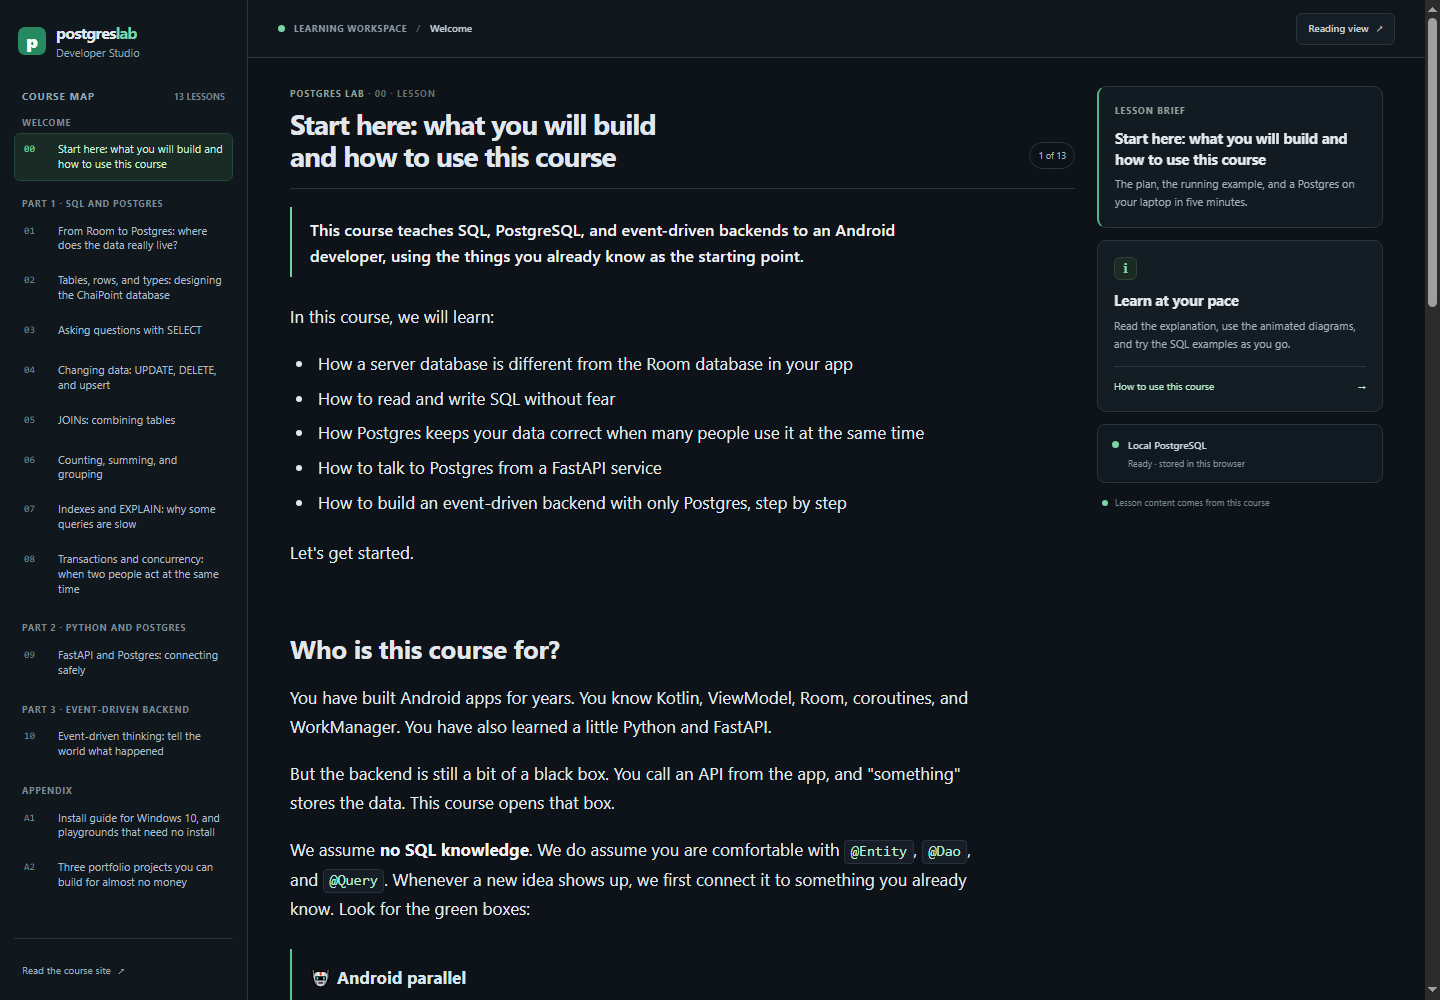 p
postgreslab
Developer Studio
COURSE MAP
13 LESSONS
WELCOME
00
Start here: what you will build and
how to use this course
PART 1 · SQL AND POSTGRES
01
From Room to Postgres: where
does the data really live?
02
Tables, rows, and types: designing
the ChaiPoint database
03
Asking questions with SELECT
04
Changing data: UPDATE, DELETE,
and upsert
05
JOINs: combining tables
06
Counting, summing, and
grouping
07
Indexes and EXPLAIN: why some
queries are slow
08
Transactions and concurrency:
when two people act at the same
time
PART 2 · PYTHON AND POSTGRES
09
FastAPI and Postgres: connecting
safely
PART 3 · EVENT-DRIVEN BACKEND
10
Event-driven thinking: tell the
world what happened
APPENDIX
A1
Install guide for Windows 10, and
playgrounds that need no install
A2
Three portfolio projects you can
build for almost no money
Read the course site ↗
LEARNING WORKSPACE / Welcome
Reading view ↗
POSTGRES LAB · 00 · LESSON
Start here: what you will build
and how to use this course
1 of 13
This course teaches SQL, PostgreSQL, and event-driven backends to an Android
developer, using the things you already know as the starting point.
In this course, we will learn:
• How a server database is different from the Room database in your app
• How to read and write SQL without fear
• How Postgres keeps your data correct when many people use it at the same time
• How to talk to Postgres from a FastAPI service
• How to build an event-driven backend with only Postgres, step by step
Let's get started.
Who is this course for?
You have built Android apps for years. You know Kotlin, ViewModel, Room, coroutines, and
WorkManager. You have also learned a little Python and FastAPI.
But the backend is still a bit of a black box. You call an API from the app, and "something"
stores the data. This course opens that box.
We assume no SQL knowledge. We do assume you are comfortable with @Entity, @Dao,
and @Query. Whenever a new idea shows up, we first connect it to something you already
know. Look for the green boxes:
Android parallel
LESSON BRIEF
Start here: what you will build and
how to use this course
The plan, the running example, and a Postgres on
your laptop in five minutes.
i
Learn at your pace
Read the explanation, use the animated diagrams,
and try the SQL examples as you go.
How to use this course →
Local PostgreSQL
Ready · stored in this browser
Lesson content comes from this course